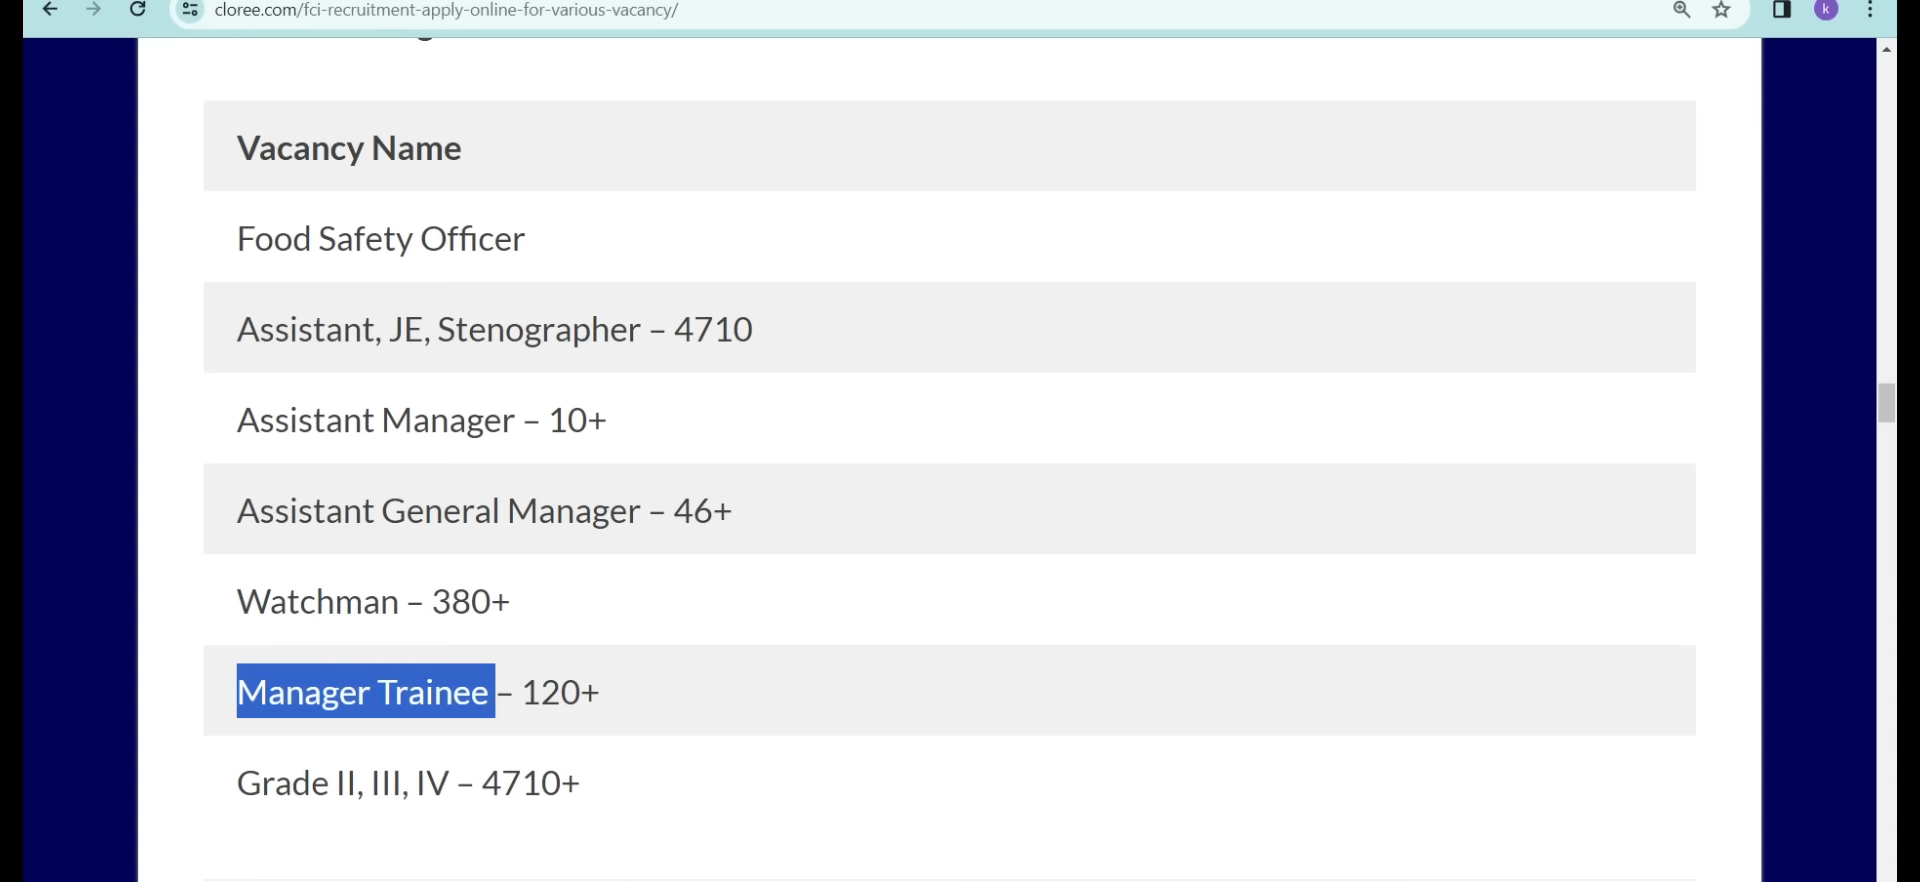 cloree.com/fci-recruitment-apply-online-for-various-vacancy/
k
Vacancy Name
Food Safety Officer
Assistant, JE, Stenographer – 4710
Assistant Manager – 10+
Assistant General Manager – 46+
Watchman – 380+
Manager Trainee – 120+
Grade II, III, IV – 4710+